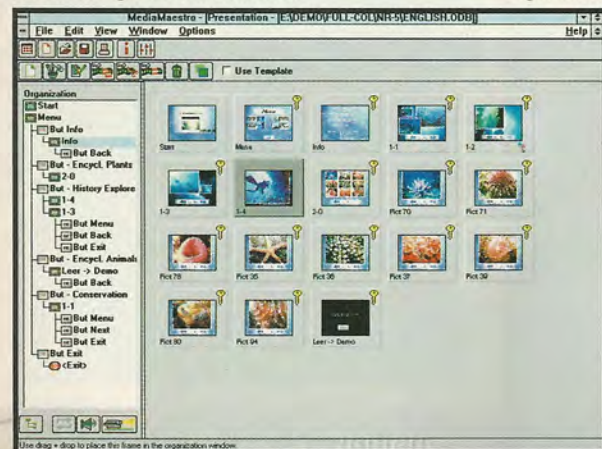 MediaMaestro - [Presentation - [E:\DEMO\FULL-COL\NR-5\ENGLISH.ODB]]
File Edit View Window Options Help
Use Template
Organization
Start
Menu
But Info
Info
But Back
But - Encycl. Plants
2-0
But - History Explore
1-4
1-3
But Menu
But Back
But Exit
But - Encycl. Animals
Leer -> Demo
But Back
But - Conservation
1-1
But Menu
But Next
But Exit
But Exit
<Exit>
Start Menu Info 1-1 1-2
1-3 1-4 2-0 Pict 70 Pict 71
Pict 78 Pict 35 Pict 36 Pict 37 Pict 39
Pict 80 Pict 94 Leer -> Demo
Use drag + drop to place this frame in the organization window.